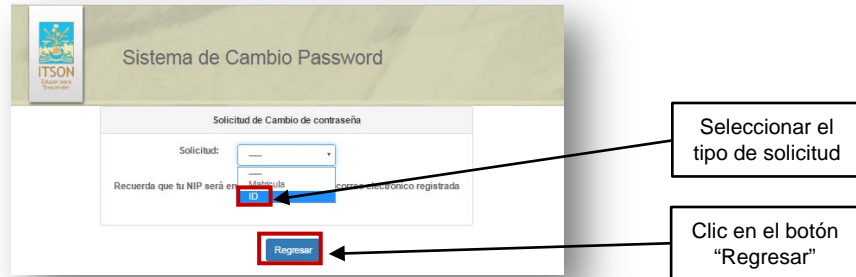 ITSON
Educar para
Trascender
Sistema de Cambio Password
Solicitud de Cambio de contraseña
Solicitud:
-----
-----
Matrícula
ID
Recuerda que tu NIP será en
correo electrónico registrada
Regresar
Seleccionar el
tipo de solicitud
Clic en el botón
“Regresar”